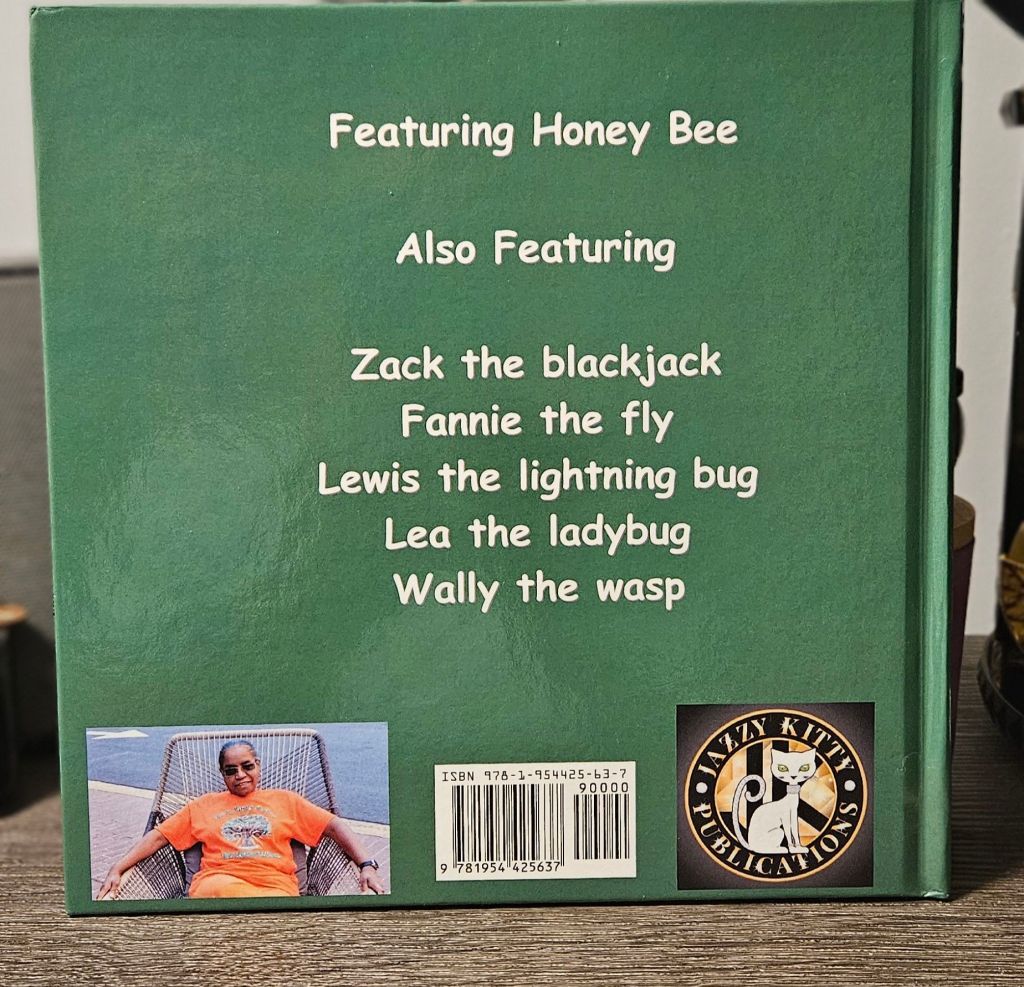 Featuring Honey Bee
Also Featuring
Zack the blackjack
Fannie the fly
Lewis the lightning bug
Lea the ladybug
Wally the wasp
ISBN 978-1-954425-63-7
90000
9 781954 425637
JAZZY KITTY
PUBLICATIONS